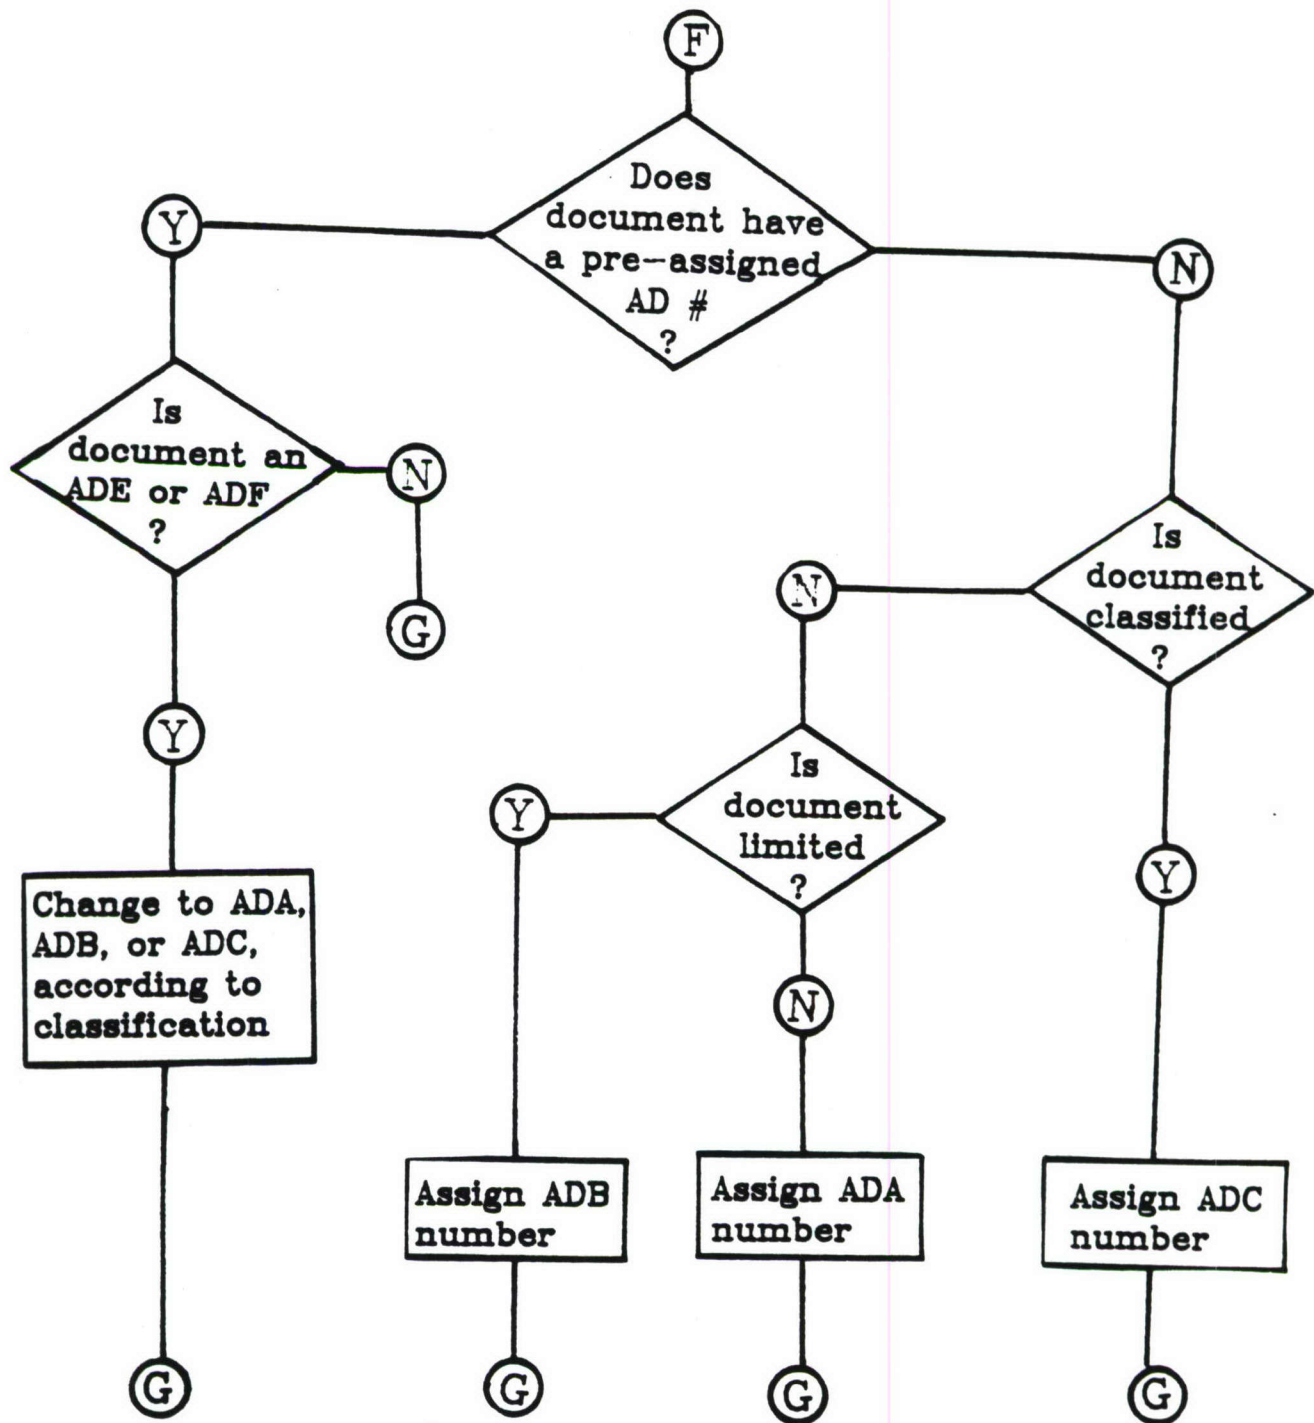 F
Does
document have
a pre-assigned
AD #
?
Y
N
Is
document an
ADE or ADF
?
N
G
Y
Change to ADA,
ADB, or ADC,
according to
classification
G
Is
document
classified
?
N
Is
document
limited
?
Y
Assign ADB
number
G
N
Assign ADA
number
G
Y
Assign ADC
number
G